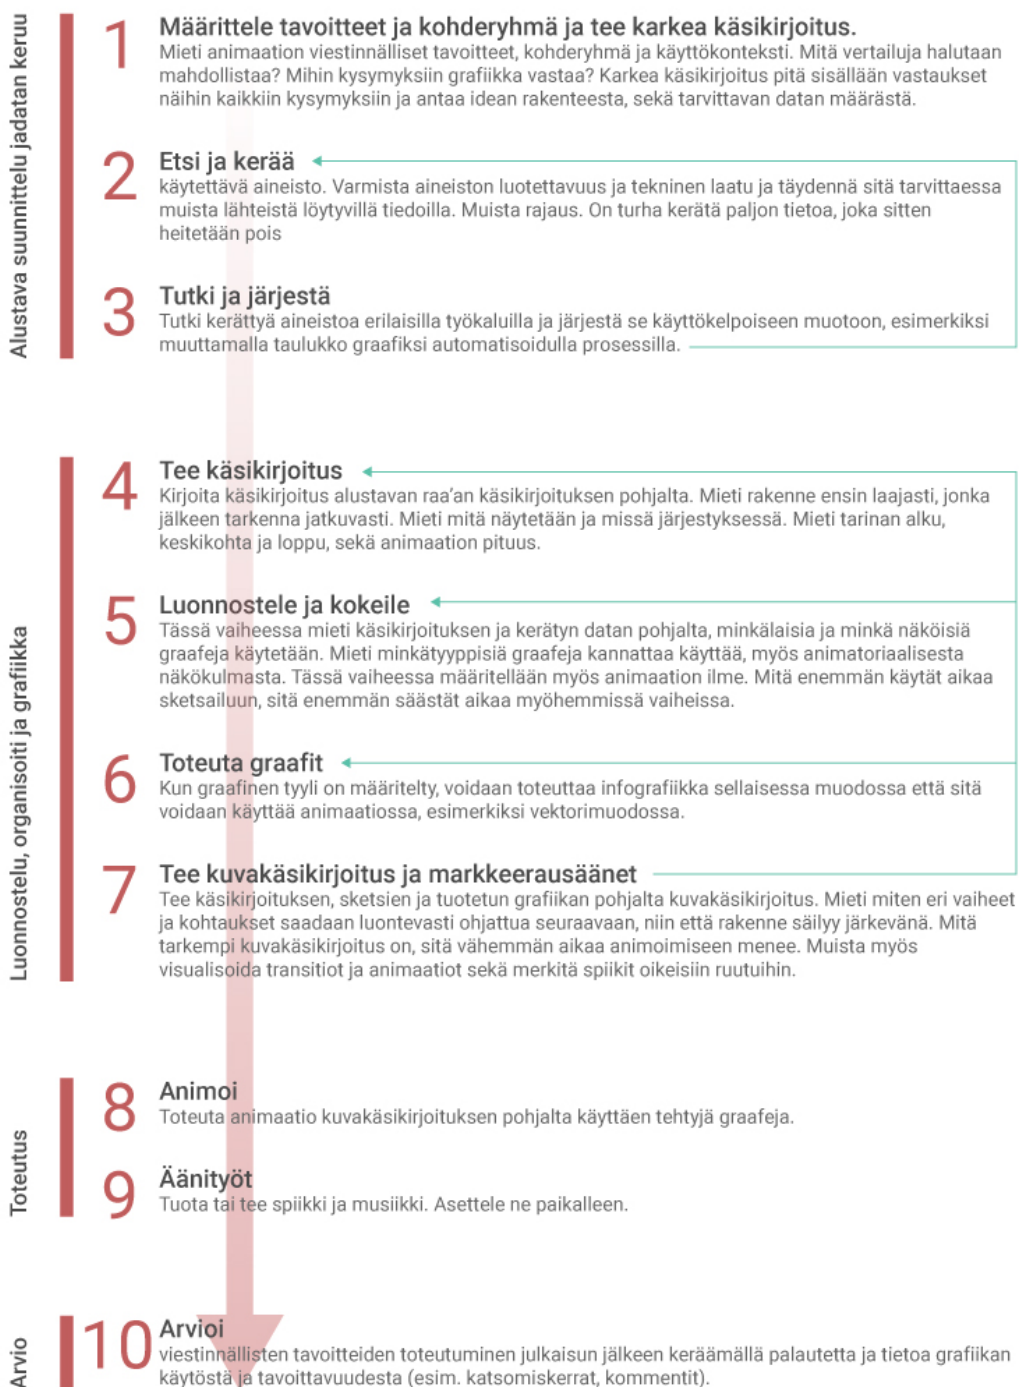 Alustava suunnittelu jadatan keruu
1
Määrittele tavoitteet ja kohderyhmä ja tee karkea käsikirjoitus.
Mieti animaation viestinnälliset tavoitteet, kohderyhmä ja käyttökonteksti. Mitä vertailuja halutaan
mahdollistaa? Mihin kysymyksiin grafiikka vastaa? Karkea käsikirjoitus pitä sisällään vastaukset
näihin kaikkiin kysymyksiin ja antaa idean rakenteesta, sekä tarvittavan datan määrästä.
2
Etsi ja kerää
käytettävä aineisto. Varmista aineiston luotettavuus ja tekninen laatu ja täydennä sitä tarvittaessa
muista lähteistä löytyvillä tiedoilla. Muista rajaus. On turha kerätä paljon tietoa, joka sitten
heitetään pois
3
Tutki ja järjestä
Tutki kerättyä aineistoa erilaisilla työkaluilla ja järjestä se käyttökelpoiseen muotoon, esimerkiksi
muuttamalla taulukko graafiksi automatisoidulla prosessilla.
Luonnostelu, organisoiti ja grafiikka
4
Tee käsikirjoitus
Kirjoita käsikirjoitus alustavan raa’an käsikirjoituksen pohjalta. Mieti rakenne ensin laajasti, jonka
jälkeen tarkenna jatkuvasti. Mieti mitä näytetään ja missä järjestyksessä. Mieti tarinan alku,
keskikohta ja loppu, sekä animaation pituus.
5
Luonnostele ja kokeile
Tässä vaiheessa mieti käsikirjoituksen ja kerätyn datan pohjalta, minkälaisia ja minkä näköisiä
graafeja käytetään. Mieti minkätyyppisiä graafeja kannattaa käyttää, myös animatoriaalisesta
näkökulmasta. Tässä vaiheessa määritellään myös animaation ilme. Mitä enemmän käytät aikaa
sketsailuun, sitä enemmän säästät aikaa myöhemmissä vaiheissa.
6
Toteuta graafit
Kun graafinen tyyli on määritelty, voidaan toteuttaa infografiikka sellaisessa muodossa että sitä
voidaan käyttää animaatiossa, esimerkiksi vektorimuodossa.
7
Tee kuvakäsikirjoitus ja markkeerausäänet
Tee käsikirjoituksen, sketsien ja tuotetun grafiikan pohjalta kuvakäsikirjoitus. Mieti miten eri vaiheet
ja kohtaukset saadaan luontevasti ohjattua seuraavaan, niin että rakenne säilyy järkevänä. Mitä
tarkempi kuvakäsikirjoitus on, sitä vähemmän aikaa animoimiseen menee. Muista myös
visualisoida transitiot ja animaatiot sekä merkitä spiikit oikeisiin ruutuihin.
Toteutus
8
Animoi
Toteuta animaatio kuvakäsikirjoituksen pohjalta käyttäen tehtyjä graafeja.
9
Äänityöt
Tuota tai tee spiikki ja musiikki. Asettele ne paikalleen.
Arvio
10
Arvioi
viestinnällisten tavoitteiden toteutuminen julkaisun jälkeen keräämällä palautetta ja tietoa grafiikan
käytöstä ja tavoittavuudesta (esim. katsomiskerrat, kommentit).